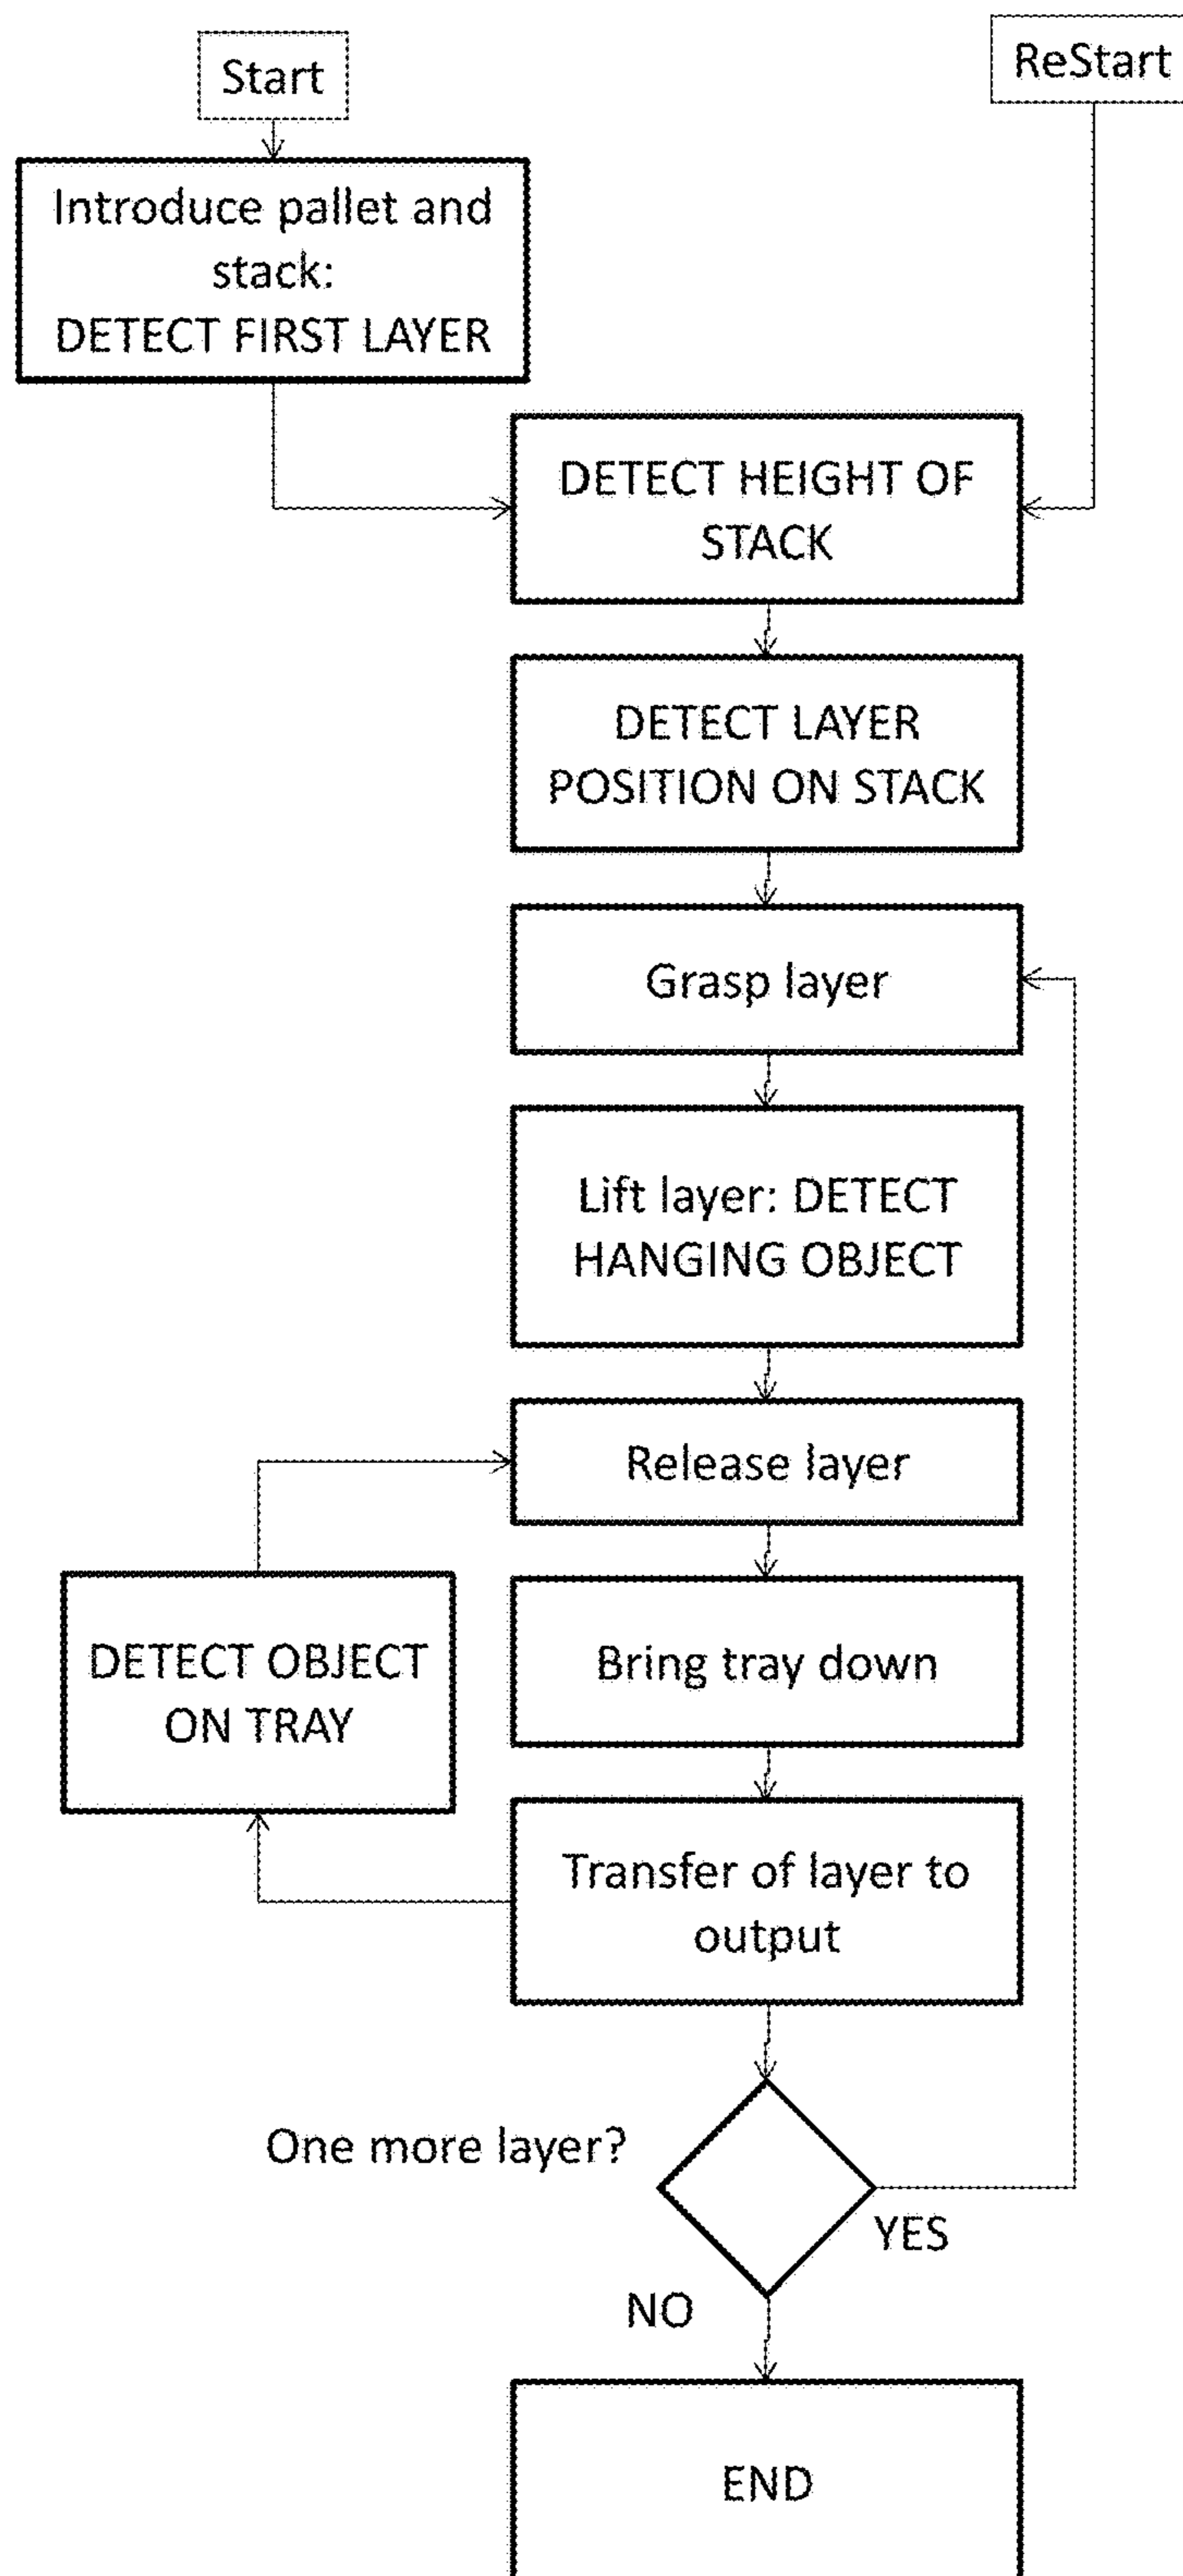 Start
ReStart
Introduce pallet and
stack:
DETECT FIRST LAYER
DETECT HEIGHT OF
STACK
DETECT LAYER
POSITION ON STACK
Grasp layer
Lift layer: DETECT
HANGING OBJECT
Release layer
DETECT OBJECT
ON TRAY
Bring tray down
Transfer of layer to
output
One more layer?
YES
NO
END